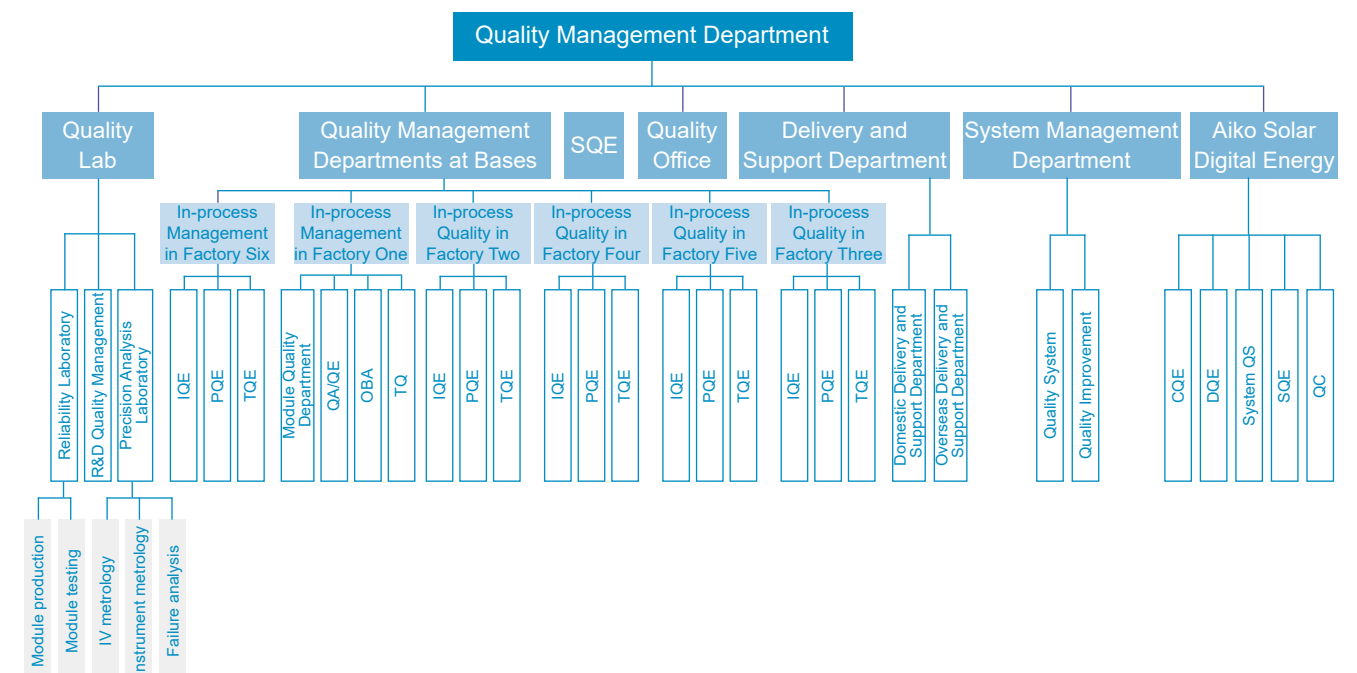 Quality Management Department
Quality
Lab
Quality Management
Departments at Bases
SQE
Quality
Office
Delivery and
Support Department
System Management
Department
Aiko Solar
Digital Energy
In-process
Management
in Factory Six
In-process
Management
in Factory One
In-process
Quality in
Factory Two
In-process
Quality in
Factory Four
In-process
Quality in
Factory Five
In-process
Quality in
Factory Three
Reliability Laboratory
R&D Quality Management
Precision Analysis
Laboratory
IQE
PQE
TQE
Module Quality
Department
QA/QE
OBA
TQ
IQE
PQE
TQE
IQE
PQE
TQE
IQE
PQE
TQE
IQE
PQE
TQE
Domestic Delivery and
Support Department
Overseas Delivery and
Support Department
Quality System
Quality Improvement
CQE
DQE
System QS
SQE
QC
Module production
Module testing
IV metrology
nstrument metrology
Failure analysis